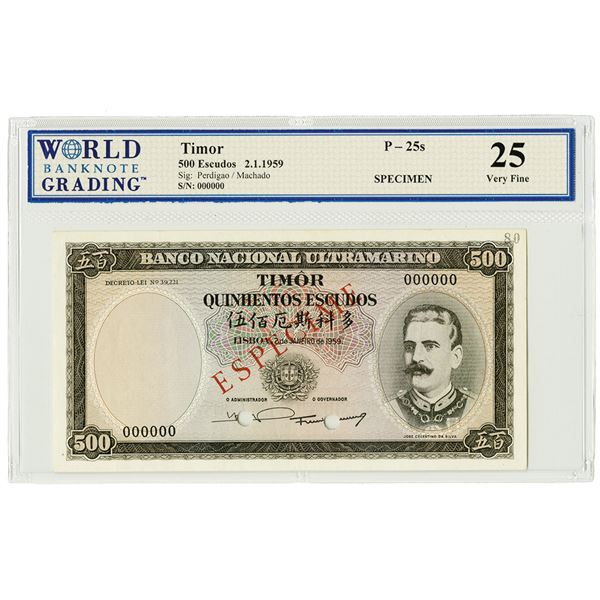 WORLD
BANKNOTE
GRADING™
Timor
500 Escudos 2.1.1959
Sig: Perdigao / Machado
S/N: 000000
P – 25s
SPECIMEN
25
Very Fine
80
五百
BANCO NACIONAL ULTRAMARINO
500
DECRETO-LEI Nº 39.221
TIMÔR
000000
QUINHENTOS ESCUDOS
伍佰厄斯科多
LISBOA, 2 de JANEIRO de 1959.
ESPECIME
O ADMINISTRADOR
O GOVERNADOR
000000
500
JOSÉ CELESTINO DA SILVA
五百